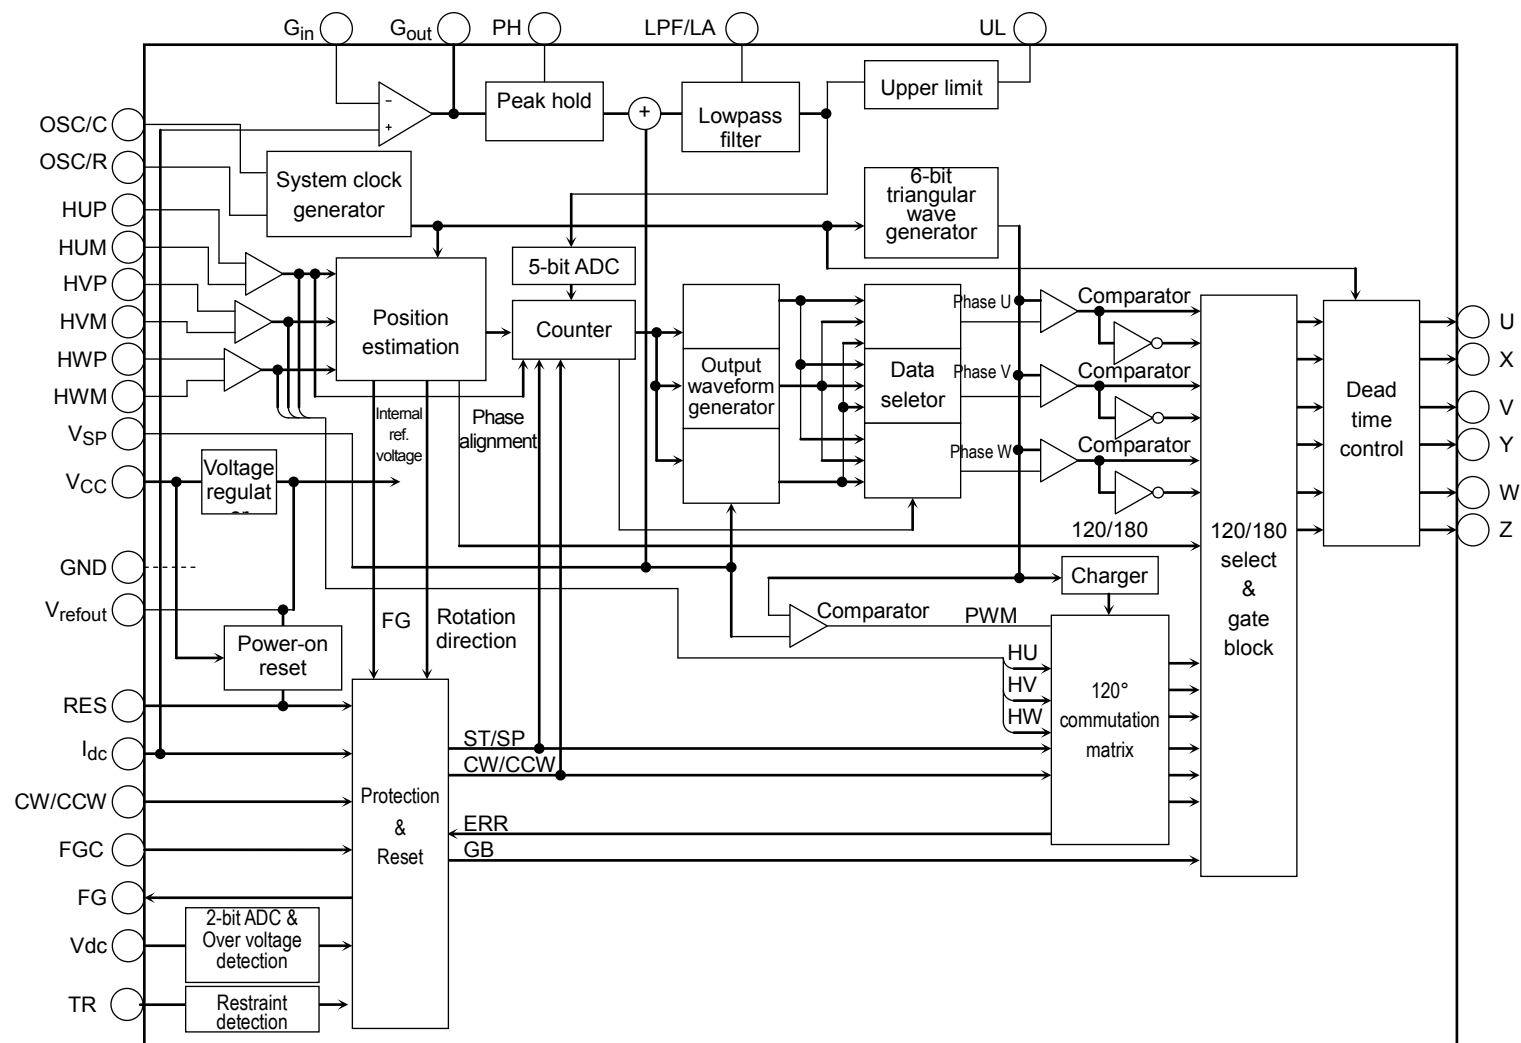 Gin
Gout
PH
LPF/LA
UL
Upper limit
Peak hold
−
+
+
Lowpass
filter
OSC/C
OSC/R
HUP
HUM
HVP
HVM
HWP
HWM
VSP
VCC
GND
Vrefout
RES
Idc
CW/CCW
FGC
FG
Vdc
TR
System clock
generator
6-bit
triangular
wave
generator
5-bit ADC
Position
estimation
Counter
Output
waveform
generator
Data
seletor
Phase U
Phase V
Phase W
Comparator
Comparator
Comparator
Internal
ref.
voltage
Phase
alignment
Voltage
regulat
120/180
120/180
select
&
gate
block
Dead
time
control
U
X
V
Y
W
Z
Charger
Comparator
PWM
FG
Rotation
direction
Power-on
reset
HU
HV
HW
120°
commutation
matrix
ST/SP
CW/CCW
ERR
GB
Protection
&
Reset
2-bit ADC &
Over voltage
detection
Restraint
detection